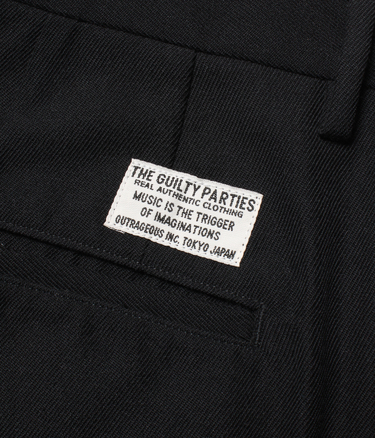 THE GUILTY PARTIES
REAL AUTHENTIC CLOTHING
MUSIC IS THE TRIGGER
OF IMAGINATIONS
OUTRAGEOUS INC. TOKYO JAPAN